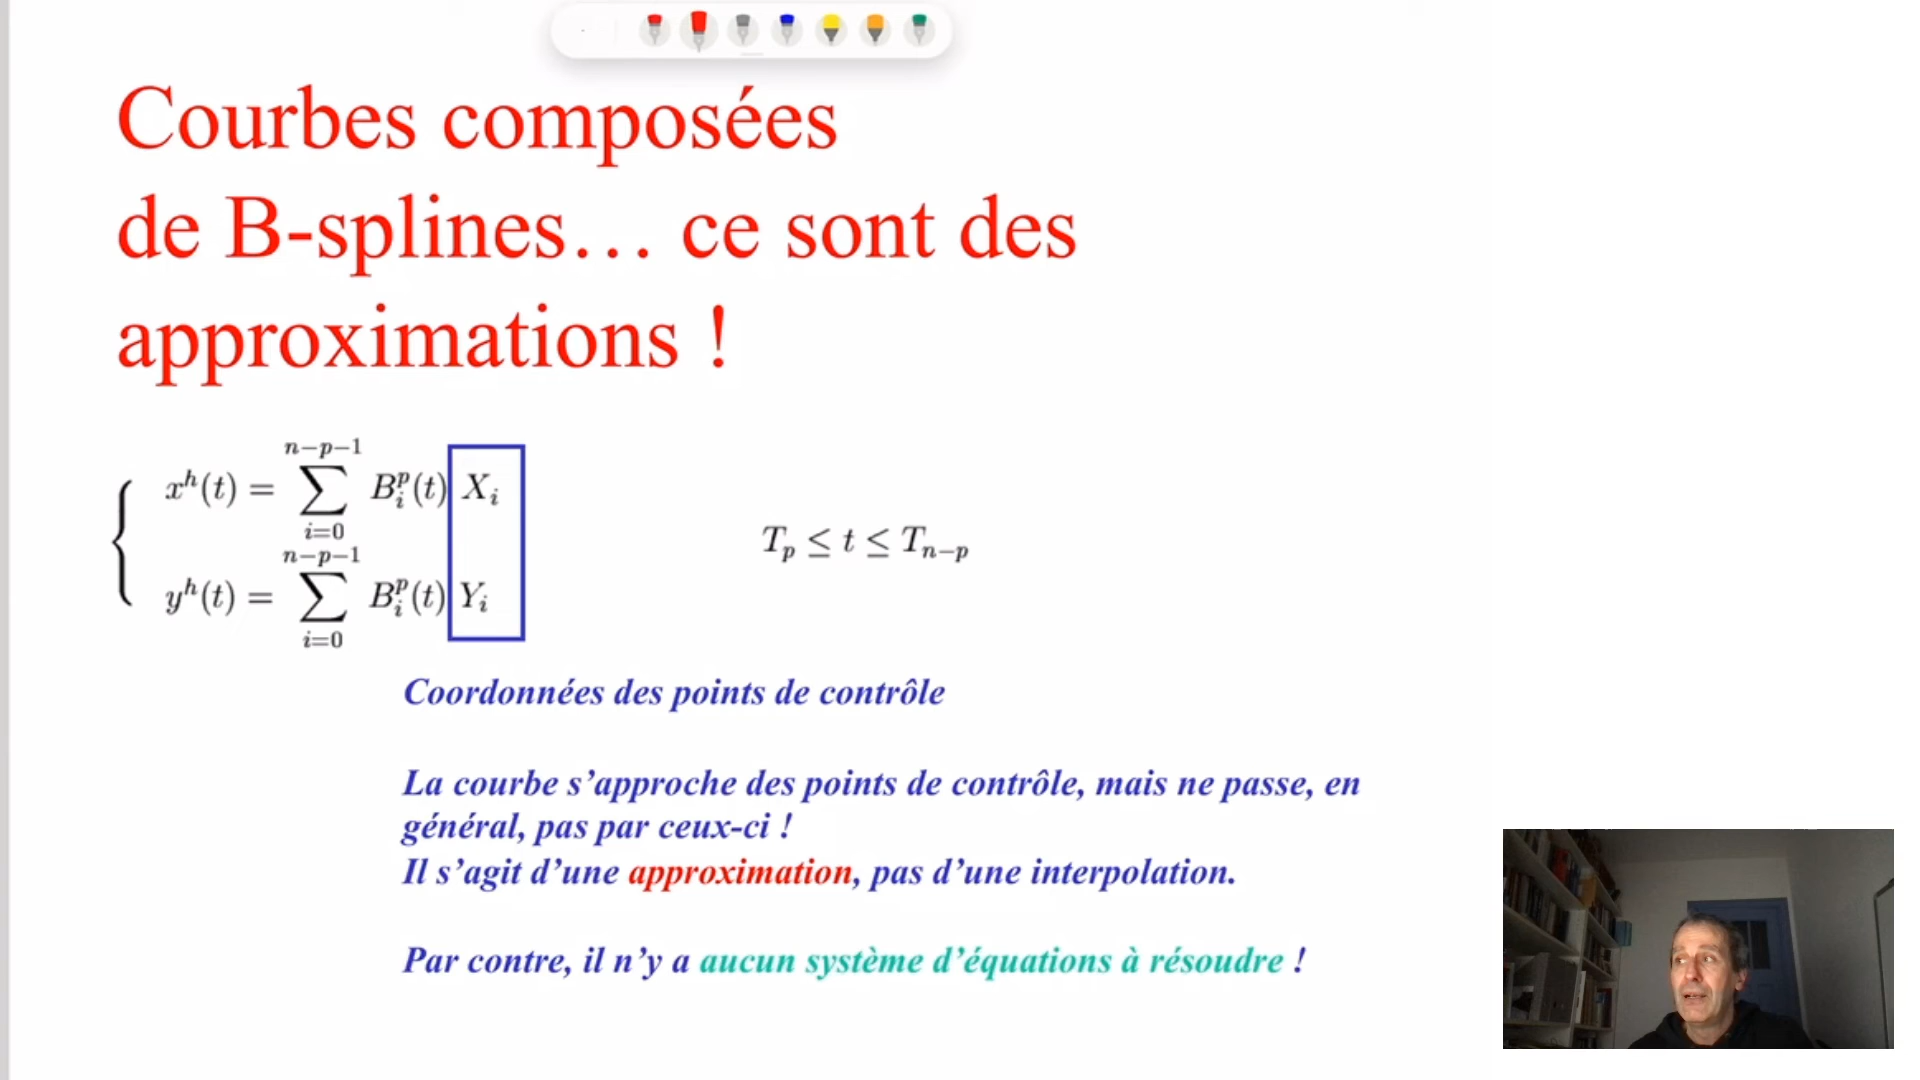 Courbes composées
de B-splines… ce sont des
approximations !
n−p−1
x^h(t) = ∑ B_i^p(t) X_i
i=0
T_p ≤ t ≤ T_{n−p}
n−p−1
y^h(t) = ∑ B_i^p(t) Y_i
i=0
Coordonnées des points de contrôle
La courbe s’approche des points de contrôle, mais ne passe, en
général, pas par ceux-ci !
Il s’agit d’une approximation, pas d’une interpolation.
Par contre, il n’y a aucun système d’équations à résoudre !